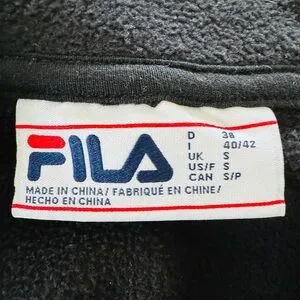 FILA
D 38
I 40/42
UK S
US/F S
CAN S/P
MADE IN CHINA / FABRIQUÉ EN CHINE /
HECHO EN CHINA